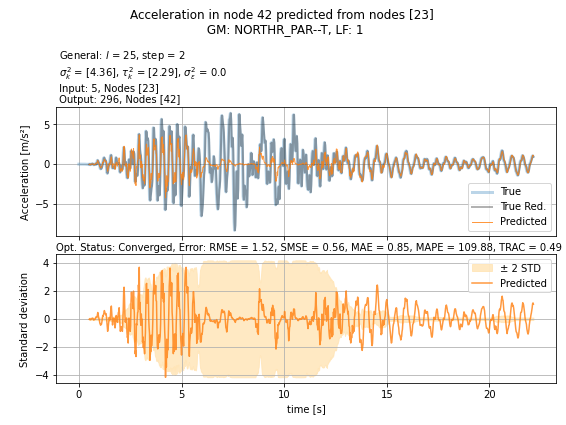 Acceleration in node 42 predicted from nodes [23]
GM: NORTHR_PAR--T, LF: 1
General: l = 25, step = 2
σ²ₖ = [4.36], τ²ₖ = [2.29], σ²ε = 0.0
Input: 5, Nodes [23]
Output: 296, Nodes [42]
Acceleration [m/s²]
5
0
−5
True
True Red.
Predicted
Opt. Status: Converged, Error: RMSE = 1.52, SMSE = 0.56, MAE = 0.85, MAPE = 109.88, TRAC = 0.49
Standard deviation
4
2
0
−2
−4
± 2 STD
Predicted
0 5 10 15 20
time [s]